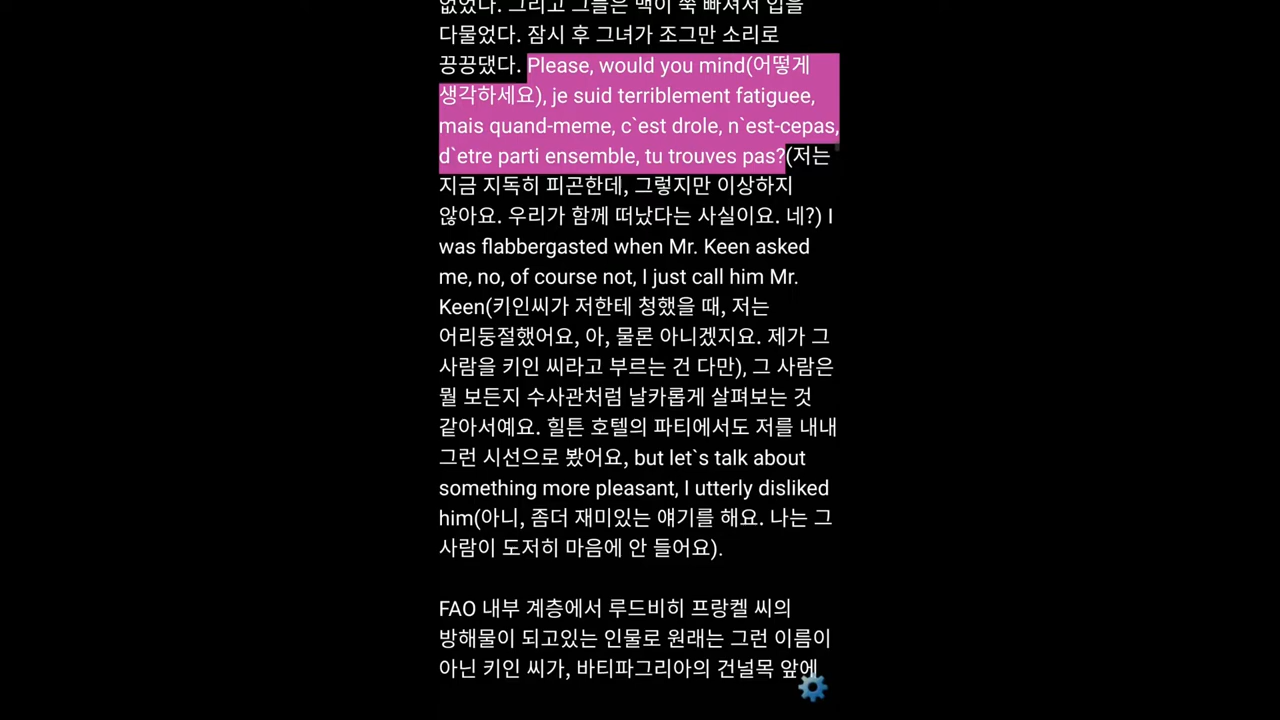 없었다. 그리고 그들은 맥이 쭉 빠져서 입을
다물었다. 잠시 후 그녀가 조그만 소리로
끙끙댔다. Please, would you mind(어떻게
생각하세요), je suid terriblement fatiguee,
mais quand-meme, c`est drole, n`est-cepas,
d`etre parti ensemble, tu trouves pas?(저는
지금 지독히 피곤한데, 그렇지만 이상하지
않아요. 우리가 함께 떠났다는 사실이요. 네?) I
was flabbergasted when Mr. Keen asked
me, no, of course not, I just call him Mr.
Keen(키인씨가 저한테 청했을 때, 저는
어리둥절했어요, 아, 물론 아니겠지요. 제가 그
사람을 키인 씨라고 부르는 건 다만), 그 사람은
뭘 보든지 수사관처럼 날카롭게 살펴보는 것
같아서예요. 힐튼 호텔의 파티에서도 저를 내내
그런 시선으로 봤어요, but let`s talk about
something more pleasant, I utterly disliked
him(아니, 좀더 재미있는 얘기를 해요. 나는 그
사람이 도저히 마음에 안 들어요).
FAO 내부 계층에서 루드비히 프랑켈 씨의
방해물이 되고있는 인물로 원래는 그런 이름이
아닌 키인 씨가, 바티파그리아의 건널목 앞에